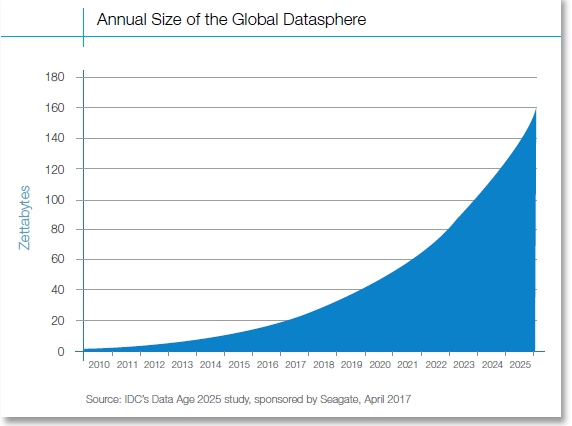 Annual Size of the Global Datasphere
180
160
140
120
100
80
60
40
20
0
Zettabytes
2010 2011 2012 2013 2014 2015 2016 2017 2018 2019 2020 2021 2022 2023 2024 2025
Source: IDC's Data Age 2025 study, sponsored by Seagate, April 2017